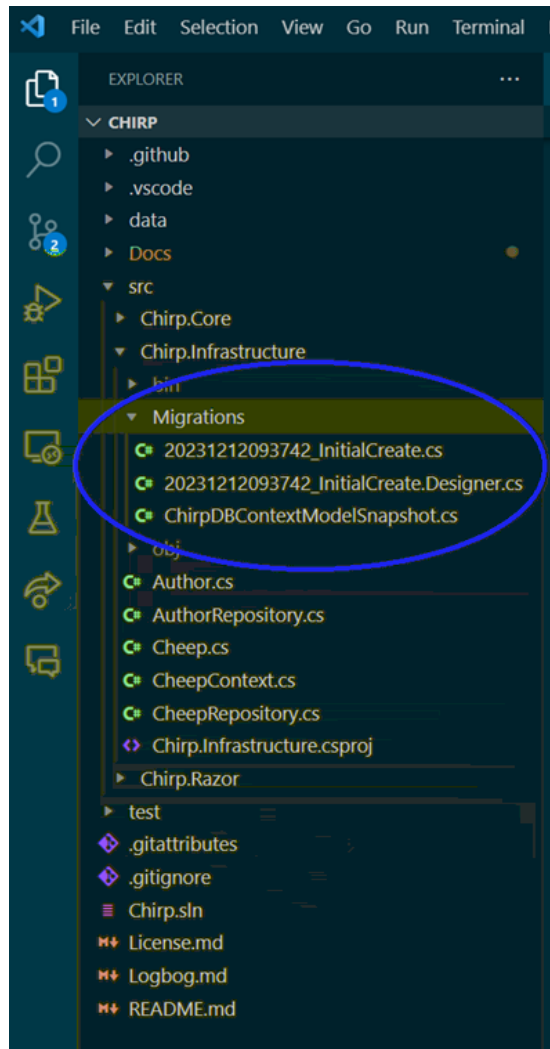 File Edit Selection View Go Run Terminal
EXPLORER ...
1
CHIRP
.github
.vscode
data
2
Docs
src
Chirp.Core
Chirp.Infrastructure
bin
Migrations
C# 20231212093742_InitialCreate.cs
C# 20231212093742_InitialCreate.Designer.cs
C# ChirpDBContextModelSnapshot.cs
obj
C# Author.cs
C# AuthorRepository.cs
C# Cheep.cs
C# CheepContext.cs
C# CheepRepository.cs
Chirp.Infrastructure.csproj
Chirp.Razor
test
.gitattributes
.gitignore
Chirp.sln
License.md
Logbog.md
README.md